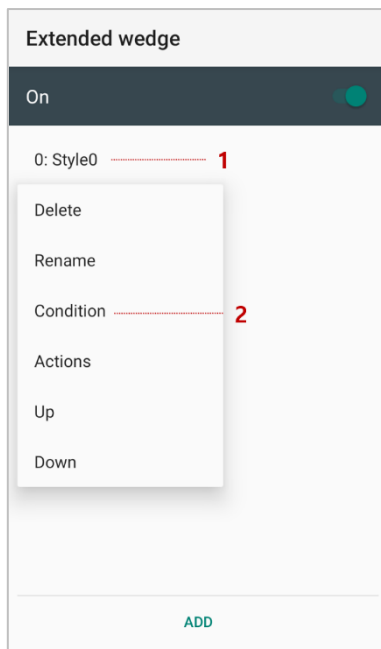 Extended wedge
On
0: Style0 1
Delete
Rename
Condition 2
Actions
Up
Down
ADD